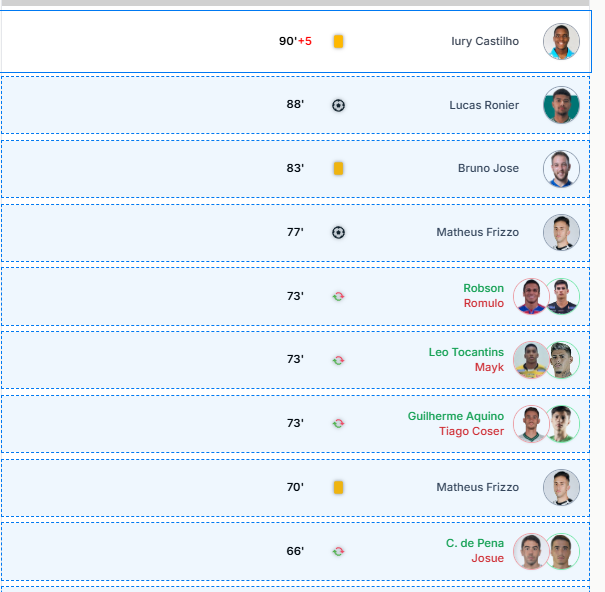 90'+5 Iury Castilho
88' Lucas Ronier
83' Bruno Jose
77' Matheus Frizzo
73' Robson
Romulo
73' Leo Tocantins
Mayk
73' Guilherme Aquino
Tiago Coser
70' Matheus Frizzo
66' C. de Pena
Josue